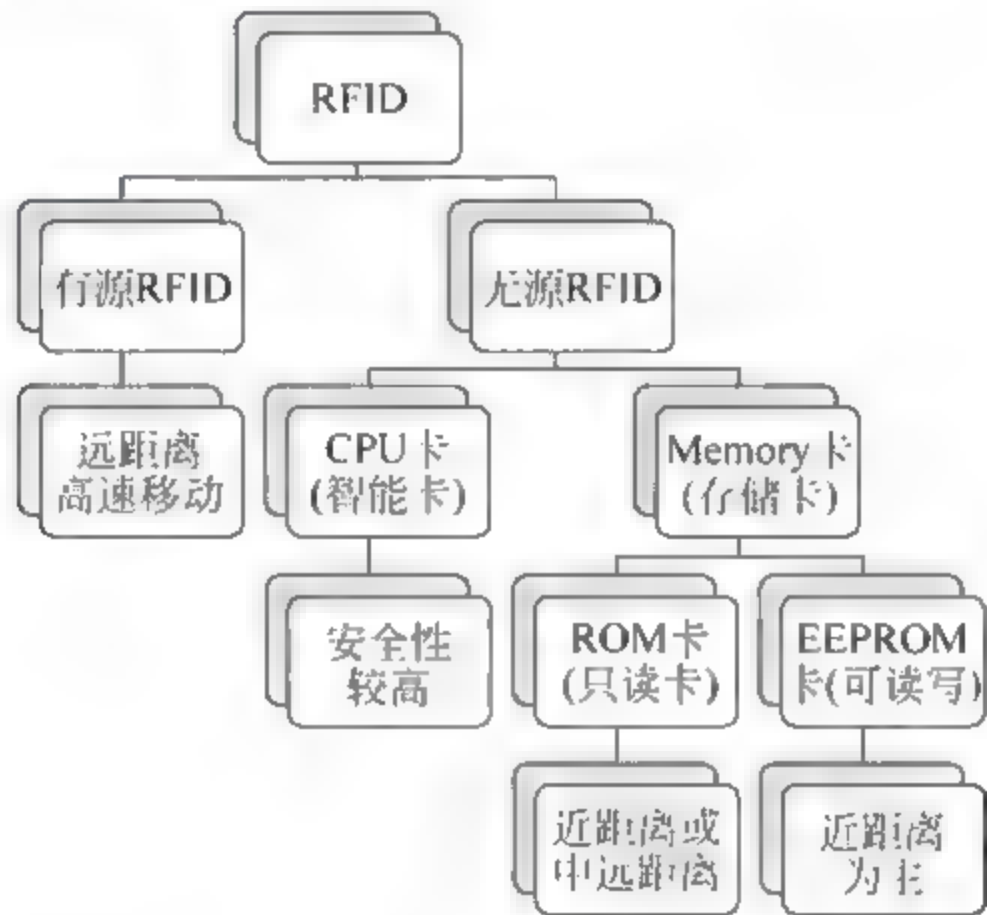 RFID
有源RFID
无源RFID
远距离
高速移动
CPU卡
(智能卡)
Memory卡
(存储卡)
安全性
较高
ROM卡
(只读卡)
EEPROM
卡(可读写)
近距离或
中远距离
近距离
为主